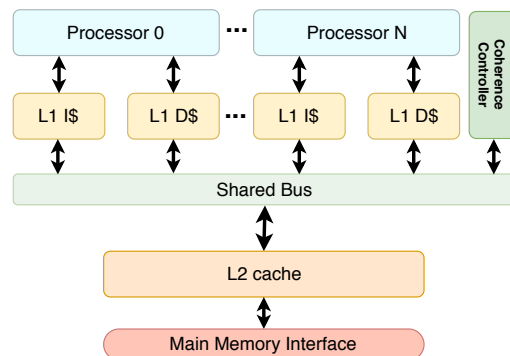 Processor 0
...
Processor N
Coherence
Controller
L1 I$
L1 D$
...
L1 I$
L1 D$
Shared Bus
L2 cache
Main Memory Interface